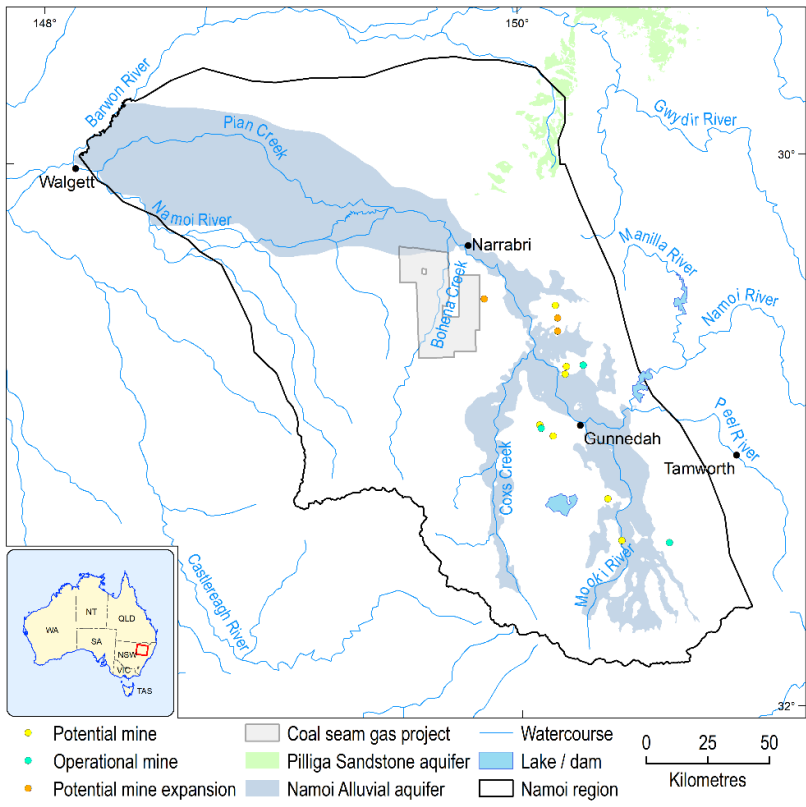 148°
150°
Barwon River
Gwydir River
Pian Creek
30°
Walgett
Namoi River
Narrabri
Manilla River
Bohena Creek
Namoi River
Peel River
Gunnedah
Tamworth
Coxs Creek
Mooki River
Castlereagh River
WA
NT
QLD
SA
NSW
VIC
TAS
32°
Potential mine
Operational mine
Potential mine expansion
Coal seam gas project
Pilliga Sandstone aquifer
Namoi Alluvial aquifer
Watercourse
Lake / dam
Namoi region
0 25 50
Kilometres